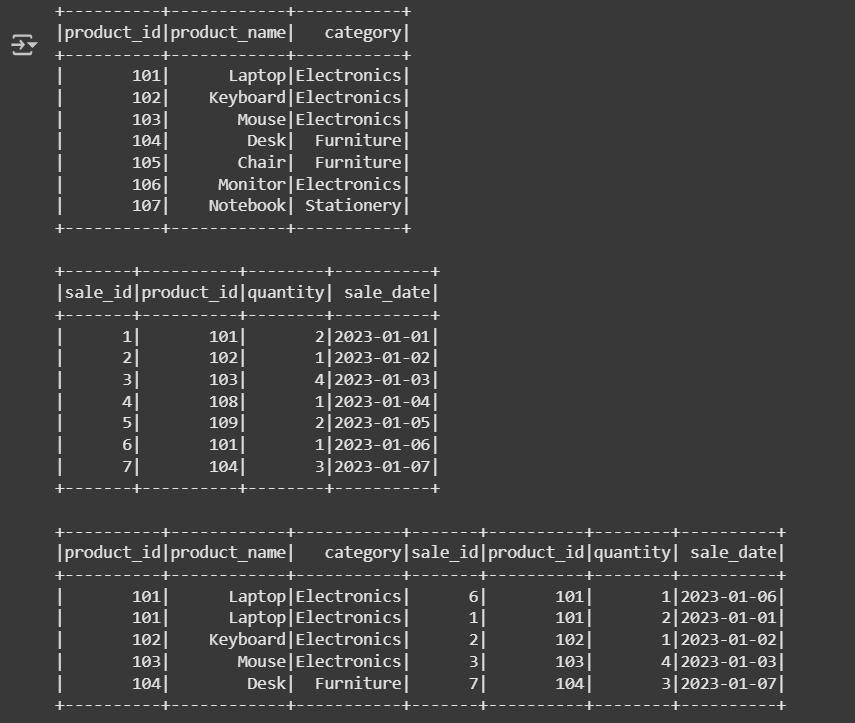 +----------+------------+-----------+
|product_id|product_name|   category|
+----------+------------+-----------+
|       101|      Laptop|Electronics|
|       102|    Keyboard|Electronics|
|       103|       Mouse|Electronics|
|       104|        Desk|  Furniture|
|       105|       Chair|  Furniture|
|       106|     Monitor|Electronics|
|       107|    Notebook| Stationery|
+----------+------------+-----------+

+-------+----------+--------+----------+
|sale_id|product_id|quantity| sale_date|
+-------+----------+--------+----------+
|      1|       101|       2|2023-01-01|
|      2|       102|       1|2023-01-02|
|      3|       103|       4|2023-01-03|
|      4|       108|       1|2023-01-04|
|      5|       109|       2|2023-01-05|
|      6|       101|       1|2023-01-06|
|      7|       104|       3|2023-01-07|
+-------+----------+--------+----------+

+----------+------------+-----------+-------+----------+--------+----------+
|product_id|product_name|   category|sale_id|product_id|quantity| sale_date|
+----------+------------+-----------+-------+----------+--------+----------+
|       101|      Laptop|Electronics|      6|       101|       1|2023-01-06|
|       101|      Laptop|Electronics|      1|       101|       2|2023-01-01|
|       102|    Keyboard|Electronics|      2|       102|       1|2023-01-02|
|       103|       Mouse|Electronics|      3|       103|       4|2023-01-03|
|       104|        Desk|  Furniture|      7|       104|       3|2023-01-07|
+----------+------------+-----------+-------+----------+--------+----------+